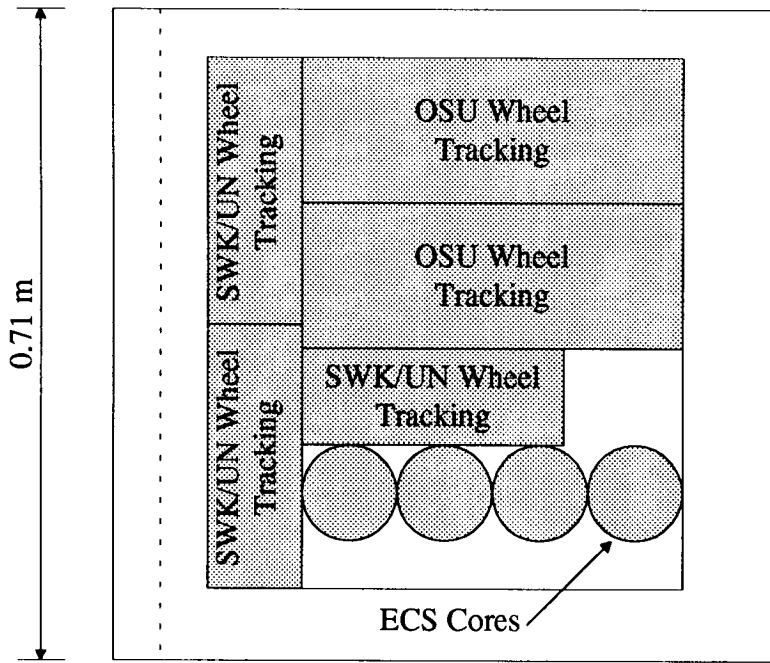 0.71 m
SWK/UN Wheel
Tracking
OSU Wheel
Tracking
OSU Wheel
Tracking
SWK/UN Wheel
Tracking
SWK/UN Wheel
Tracking
ECS Cores